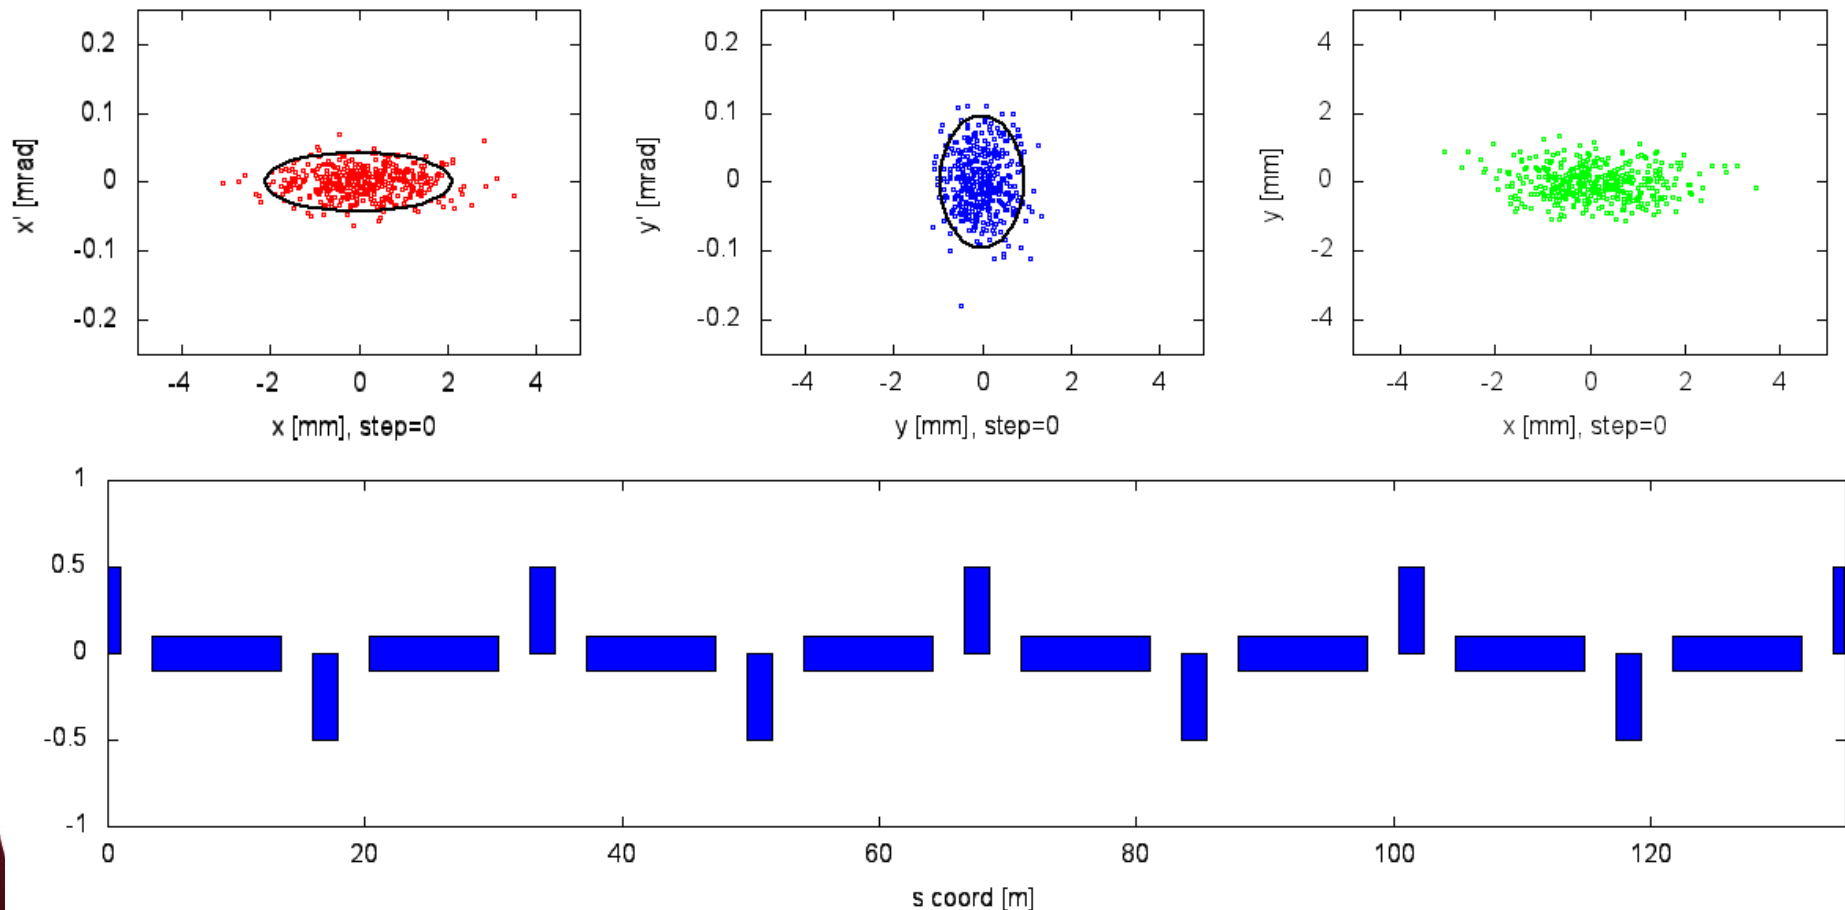 0.2
0.1
0
-0.1
-0.2
x' [mrad]
-4 -2 0 2 4
x [mm], step=0
0.2
0.1
0
-0.1
-0.2
y' [mrad]
-4 -2 0 2 4
y [mm], step=0
4
2
0
-2
-4
y [mm]
-4 -2 0 2 4
x [mm], step=0
1
0.5
0
-0.5
-1
0 20 40 60 80 100 120
s coord [m]